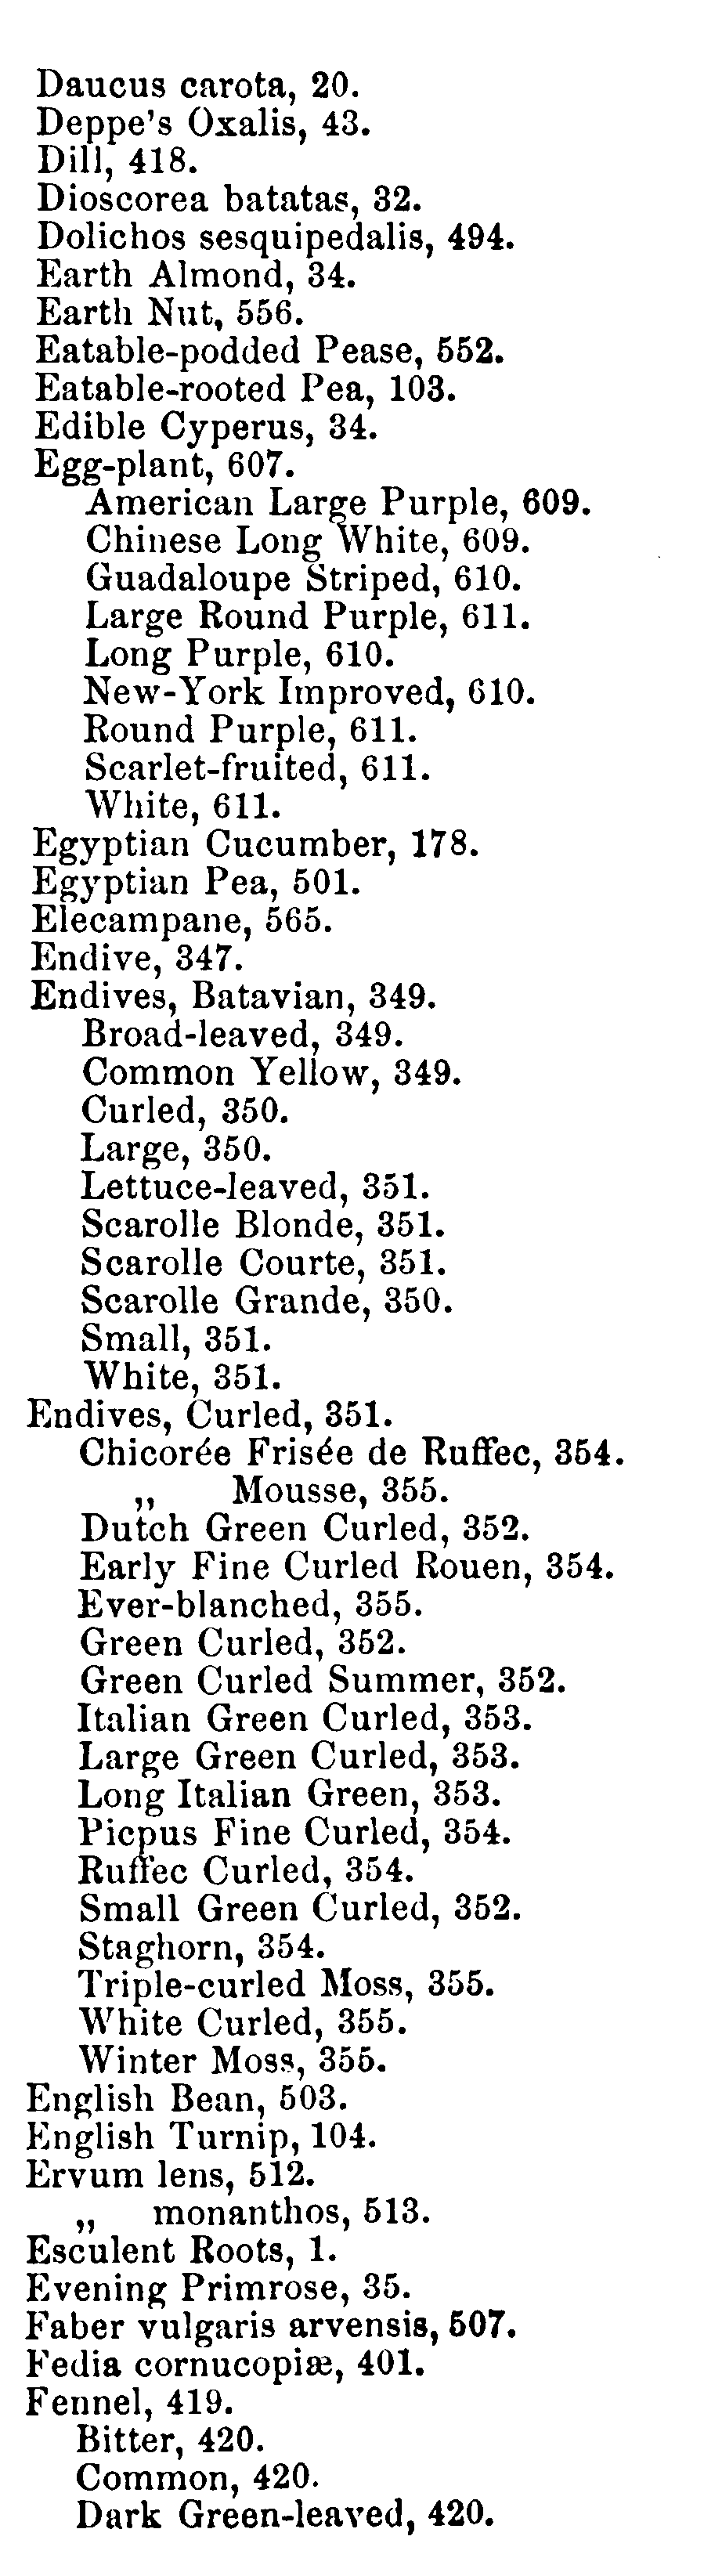 Daucus carota, 20.
Deppe's Oxalis, 43.
Dill, 418.
Dioscorea batatas, 32.
Dolichos sesquipedalis, 494.
Earth Almond, 34.
Earth Nut, 556.
Eatable-podded Pease, 552.
Eatable-rooted Pea, 103.
Edible Cyperus, 34.
Egg-plant, 607.
American Large Purple, 609.
Chinese Long White, 609.
Guadaloupe Striped, 610.
Large Round Purple, 611.
Long Purple, 610.
New-York Improved, 610.
Round Purple, 611.
Scarlet-fruited, 611.
White, 611.
Egyptian Cucumber, 178.
Egyptian Pea, 501.
Elecampane, 565.
Endive, 347.
Endives, Batavian, 349.
Broad-leaved, 349.
Common Yellow, 349.
Curled, 350.
Large, 350.
Lettuce-leaved, 351.
Scarolle Blonde, 351.
Scarolle Courte, 351.
Scarolle Grande, 350.
Small, 351.
White, 351.
Endives, Curled, 351.
Chicorée Frisée de Ruffec, 354.
„ Mousse, 355.
Dutch Green Curled, 352.
Early Fine Curled Rouen, 354.
Ever-blanched, 355.
Green Curled, 352.
Green Curled Summer, 352.
Italian Green Curled, 353.
Large Green Curled, 353.
Long Italian Green, 353.
Picpus Fine Curled, 354.
Ruffec Curled, 354.
Small Green Curled, 352.
Staghorn, 354.
Triple-curled Moss, 355.
White Curled, 355.
Winter Moss, 355.
English Bean, 503.
English Turnip, 104.
Ervum lens, 512.
„ monanthos, 513.
Esculent Roots, 1.
Evening Primrose, 35.
Faber vulgaris arvensis, 507.
Fedia cornucopiæ, 401.
Fennel, 419.
Bitter, 420.
Common, 420.
Dark Green-leaved, 420.